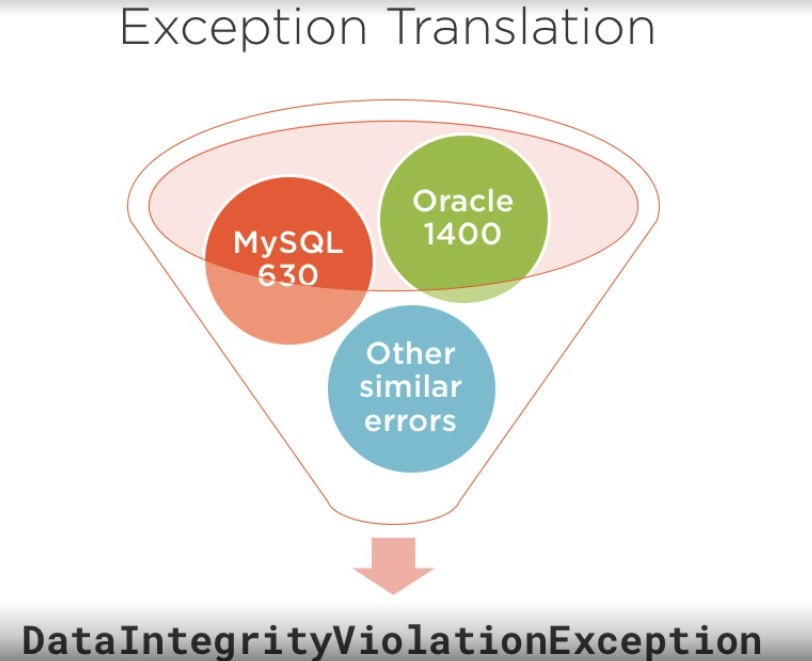 Exception Translation
Oracle
1400
MySQL
630
Other
similar
errors
DataIntegrityViolationException